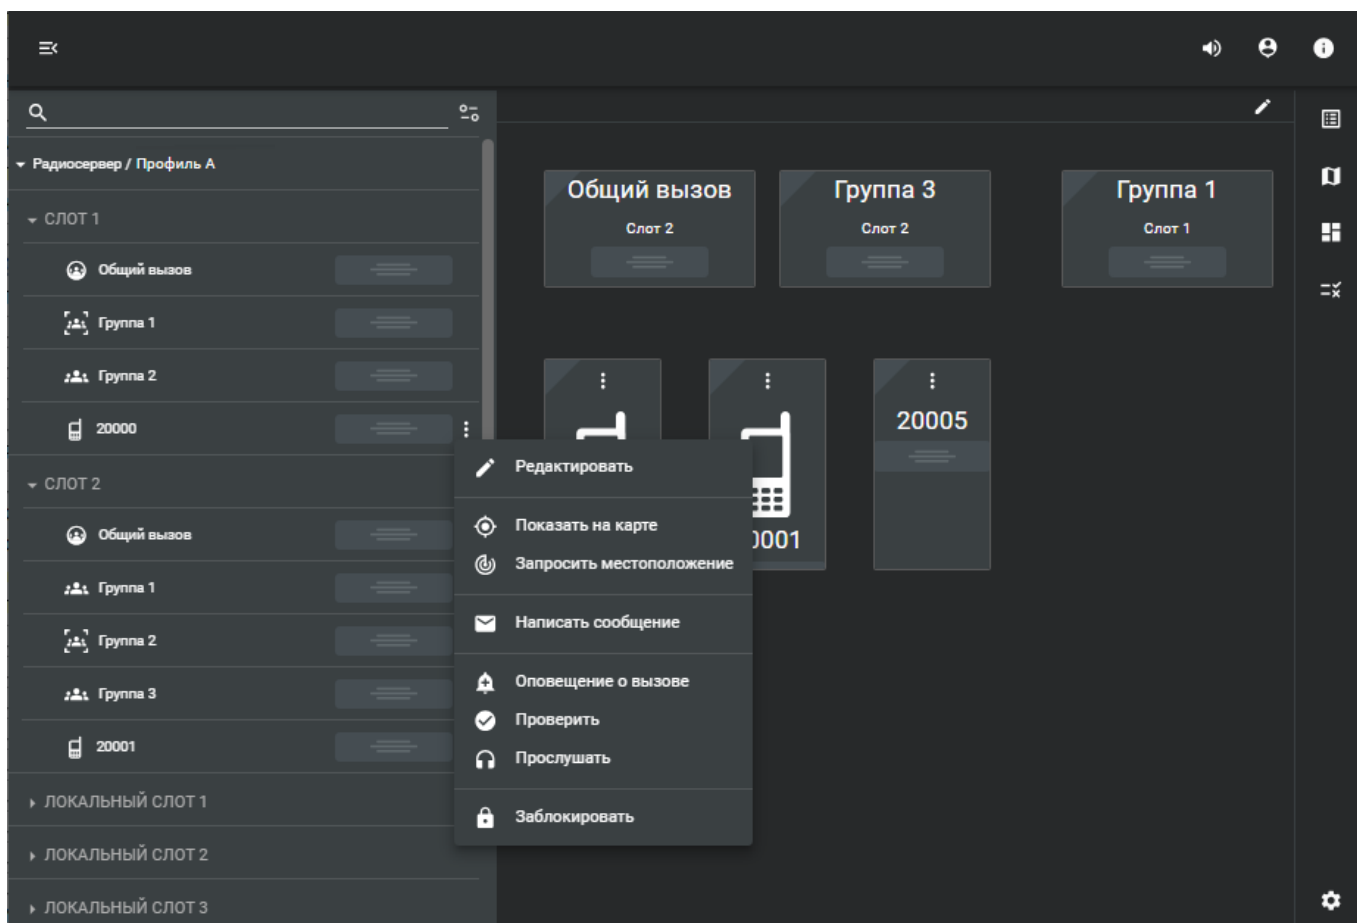 Радиосервер / Профиль А
СЛОТ 1
Общий вызов
Группа 1
Группа 2
20000
СЛОТ 2
Общий вызов
Группа 1
Группа 2
Группа 3
20001
ЛОКАЛЬНЫЙ СЛОТ 1
ЛОКАЛЬНЫЙ СЛОТ 2
ЛОКАЛЬНЫЙ СЛОТ 3
Общий вызов
Слот 2
Группа 3
Слот 2
Группа 1
Слот 1
0001
20005
Редактировать
Показать на карте
Запросить местоположение
Написать сообщение
Оповещение о вызове
Проверить
Прослушать
Заблокировать